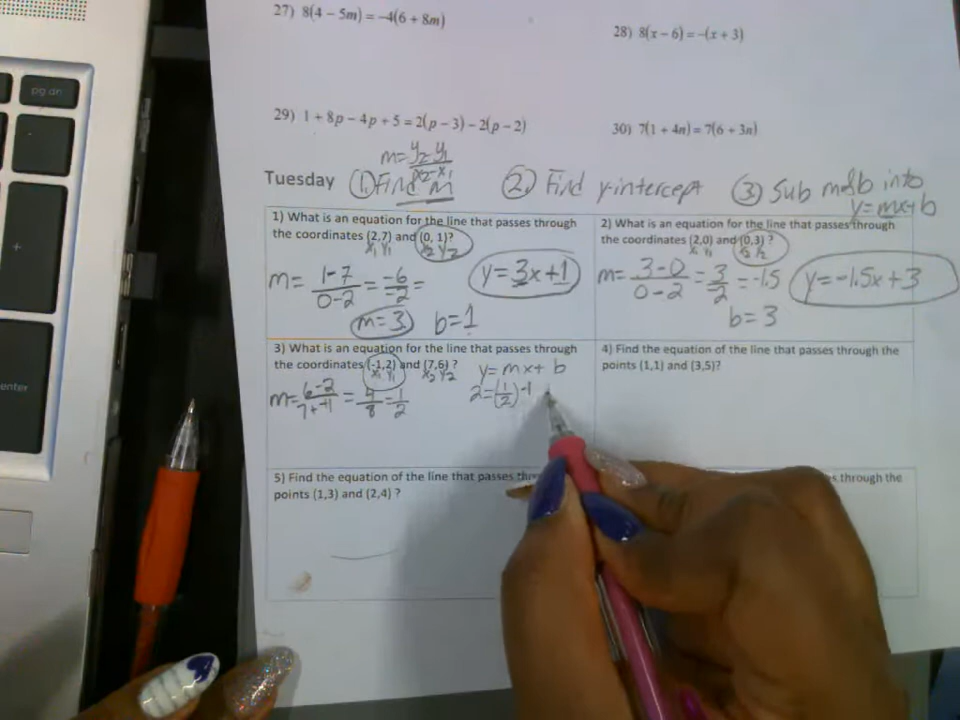 27) 8(4 − 5m) = −4(6 + 8m)
28) 8(x − 6) = −(x + 3)
29) 1 + 8p − 4p + 5 = 2(p − 3) − 2(p − 2)
30) 7(1 + 4n) = 7(6 + 3n)
m = y2-y1 / x2-x1
Tuesday ① Find m ② Find y-intercept ③ Sub m&b into
y = mx+b
1) What is an equation for the line that passes through
the coordinates (2,7) and (0, 1)?
x1 y1 x2 y2
m = 1-7 / 0-2 = -6 / -2 =
y = 3x+1
m = 3 b = 1
2) What is an equation for the line that passes through
the coordinates (2,0) and (0,3) ?
x1 y1 x2 y2
m = 3-0 / 0-2 = 3 / -2 = -1.5
y = -1.5x + 3
b = 3
3) What is an equation for the line that passes through
the coordinates (-1,2) and (7,6) ?
x1 y1 x2 y2
y = mx + b
m = 6-2 / 7+ +1 = 4 / 8 = 1 / 2
2 = (1/2) -1
4) Find the equation of the line that passes through the
points (1,1) and (3,5)?
5) Find the equation of the line that passes
points (1,3) and (2,4) ?
s through the
pg dn
+
enter